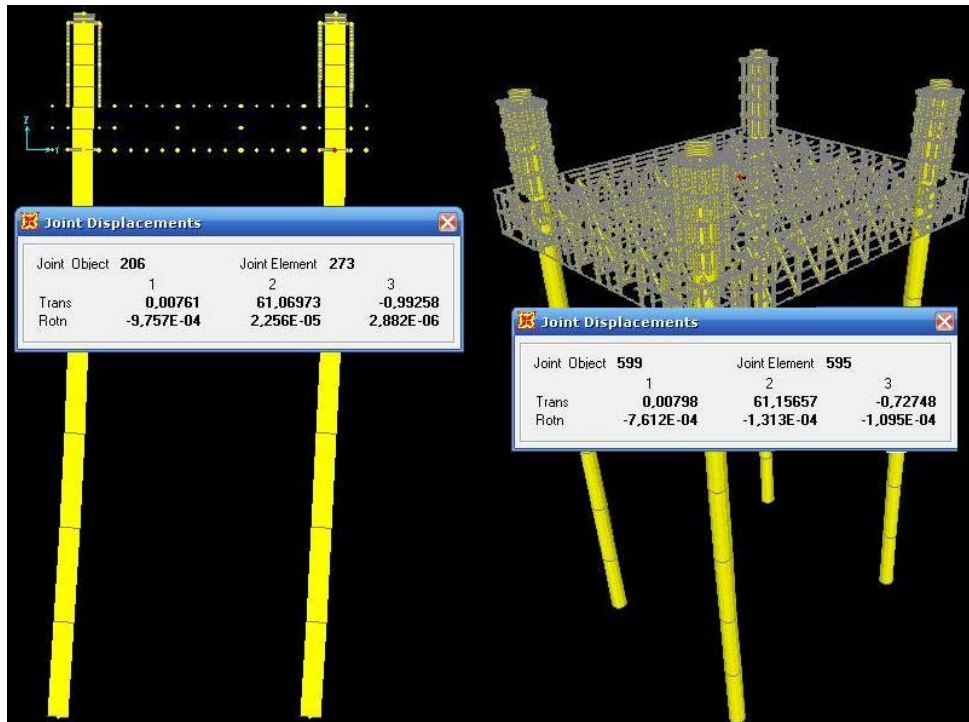 Z
Y
Joint Displacements
Joint Object 206 Joint Element 273
1 2 3
Trans 0,00761 61,06973 -0,99258
Rotn -9,757E-04 2,256E-05 2,882E-06
Joint Displacements
Joint Object 599 Joint Element 595
1 2 3
Trans 0,00798 61,15657 -0,72748
Rotn -7,612E-04 -1,313E-04 -1,095E-04